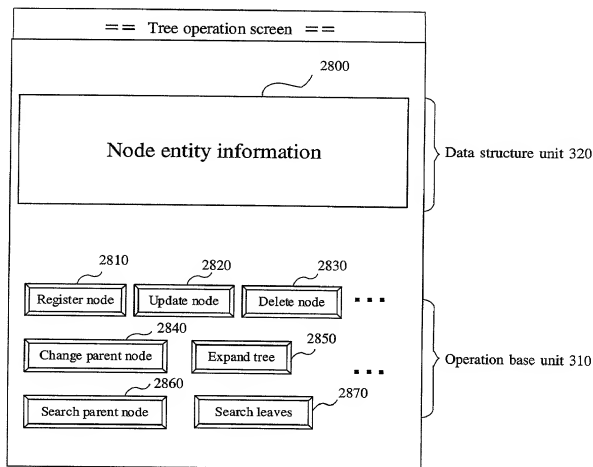 == Tree operation screen ==
2800
Node entity information
Data structure unit 320
2810 2820 2830
Register node Update node Delete node ...
2840 2850
Change parent node Expand tree ...
Operation base unit 310
2860 2870
Search parent node Search leaves